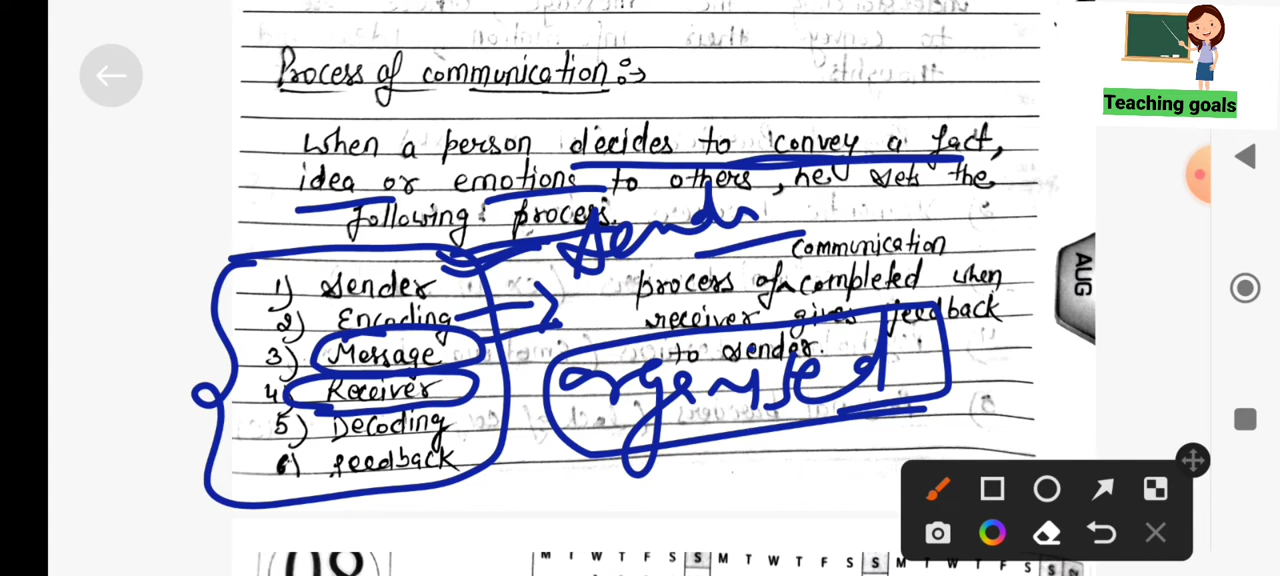 Process of communication :->
Teaching goals
When a person decides to convey a fact,
idea or emotions to others, he sets the
following process.
Send
1) Sender
2) Encoding
3) Message
4) Receiver
5) Decoding
6) feedback
communication
process of completed when
receiver gives feedback
to sender.
AUG
M T W T F S S M T W T F S S M T W T F S S